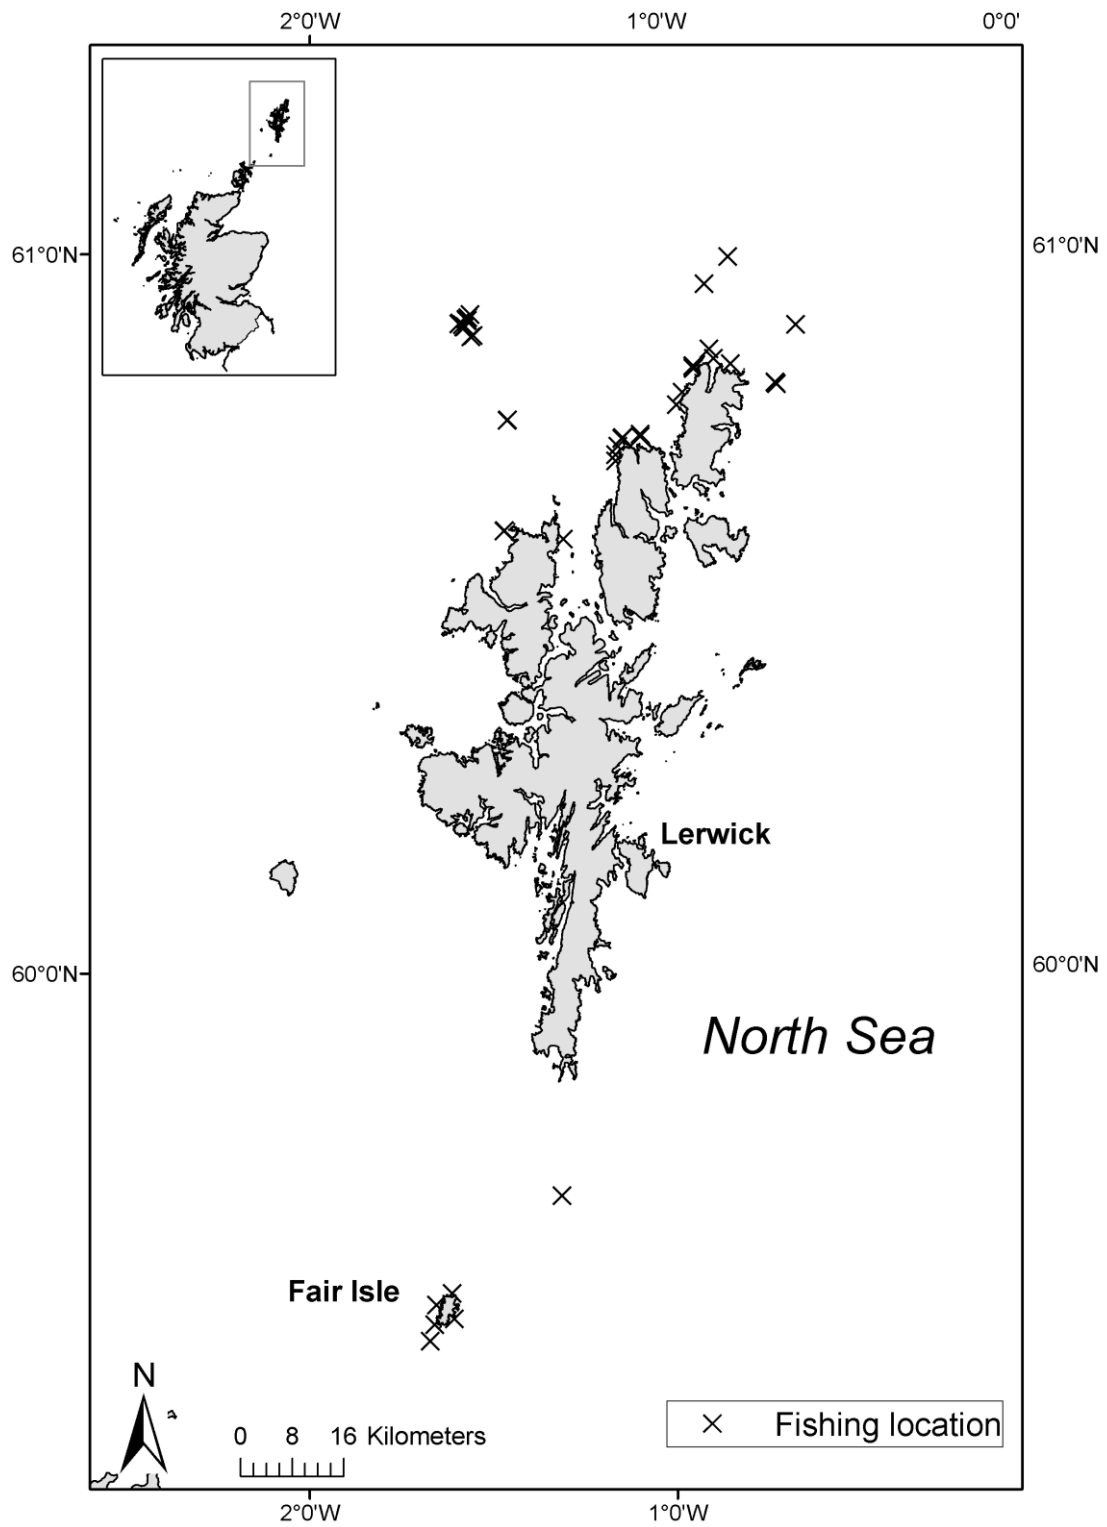 2°0'W 1°0'W 0°0'
61°0'N 61°0'N
Lerwick
60°0'N 60°0'N
North Sea
Fair Isle
N
0 8 16 Kilometers
Fishing location
2°0'W 1°0'W